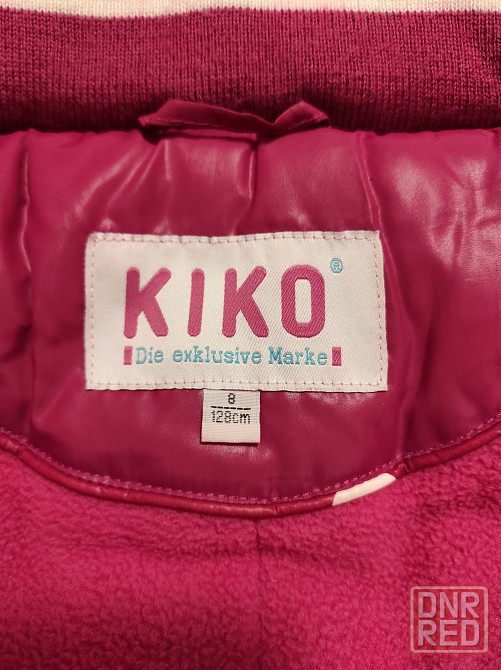 KIKO®
Die exklusive Marke
8
128cm
DNR
RED